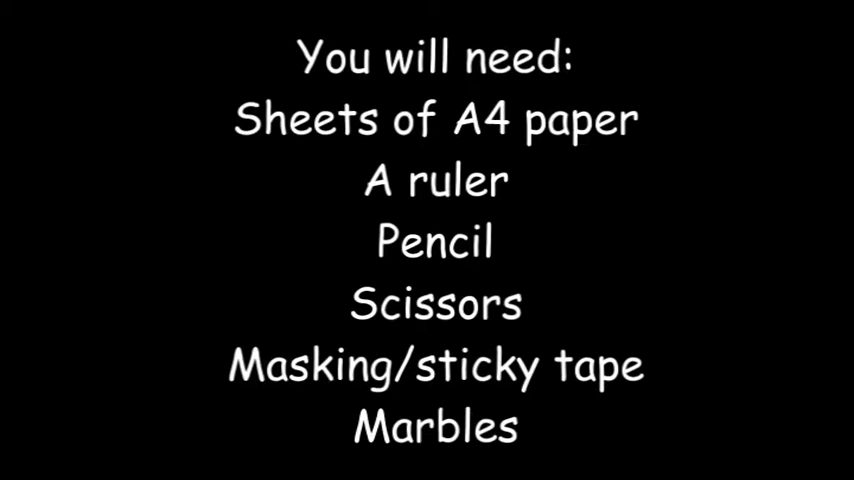 You will need:
Sheets of A4 paper
A ruler
Pencil
Scissors
Masking/sticky tape
Marbles